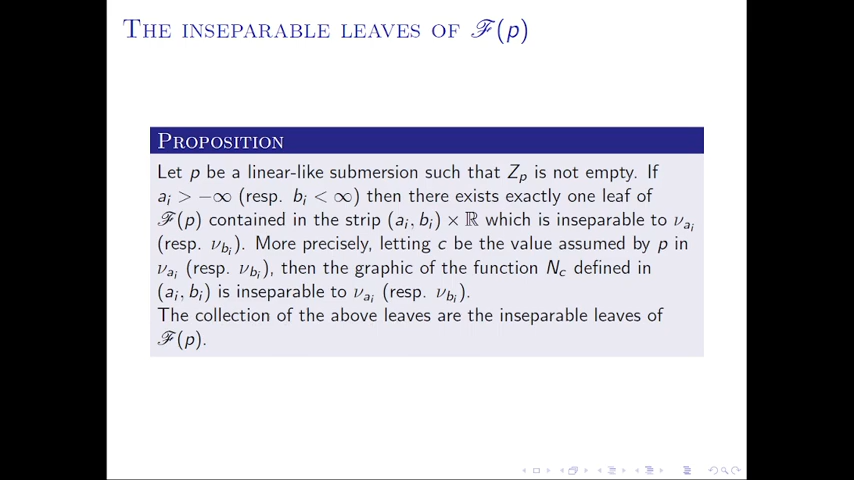 THE INSEPARABLE LEAVES OF ℱ(p)
PROPOSITION
Let p be a linear-like submersion such that Z_p is not empty. If
a_i > −∞ (resp. b_i < ∞) then there exists exactly one leaf of
ℱ(p) contained in the strip (a_i, b_i) × ℝ which is inseparable to ν_{a_i}
(resp. ν_{b_i}). More precisely, letting c be the value assumed by p in
ν_{a_i} (resp. ν_{b_i}), then the graphic of the function N_c defined in
(a_i, b_i) is inseparable to ν_{a_i} (resp. ν_{b_i}).
The collection of the above leaves are the inseparable leaves of
ℱ(p).